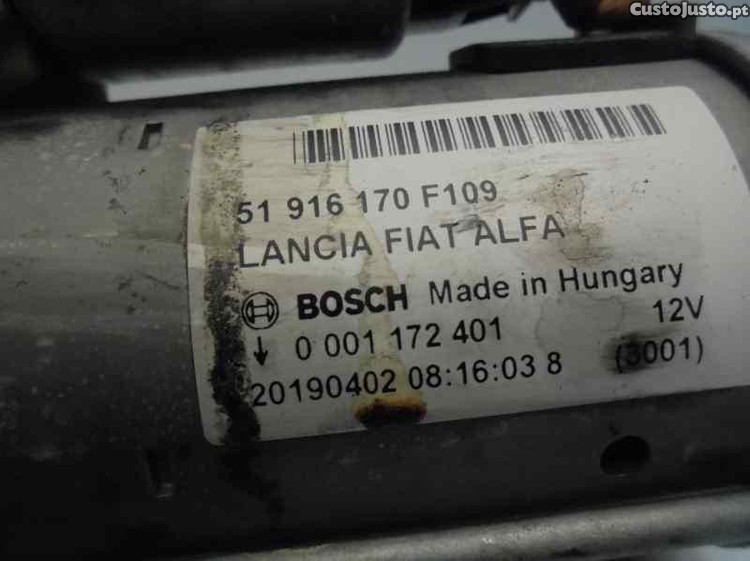 CustoJusto.pt
51 916 170 F109
LANCIA FIAT ALFA
BOSCH Made in Hungary
12V
0 001 172 401
20190402 08:16:03 8 (3001)